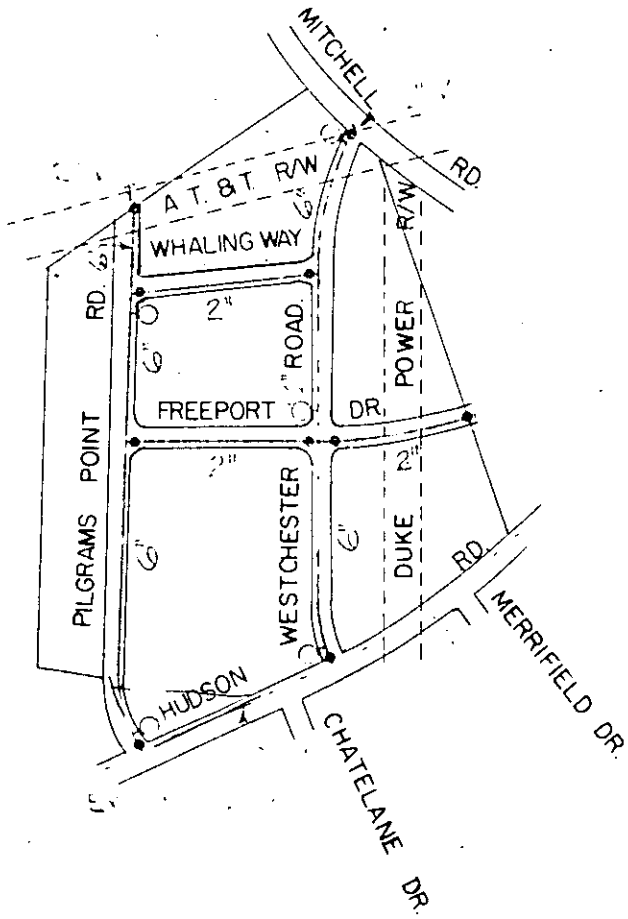 MITCHELL
RD.
A T. & T. R/W
6"
R/W
WHALING WAY
6"
RD.
2"
ROAD
POWER
6"
FREEPORT DR
2"
2"
PILGRAMS POINT
6"
WESTCHESTER
6"
DUKE
RD.
HUDSON
MERRIFIELD DR.
CHATELANE DR.